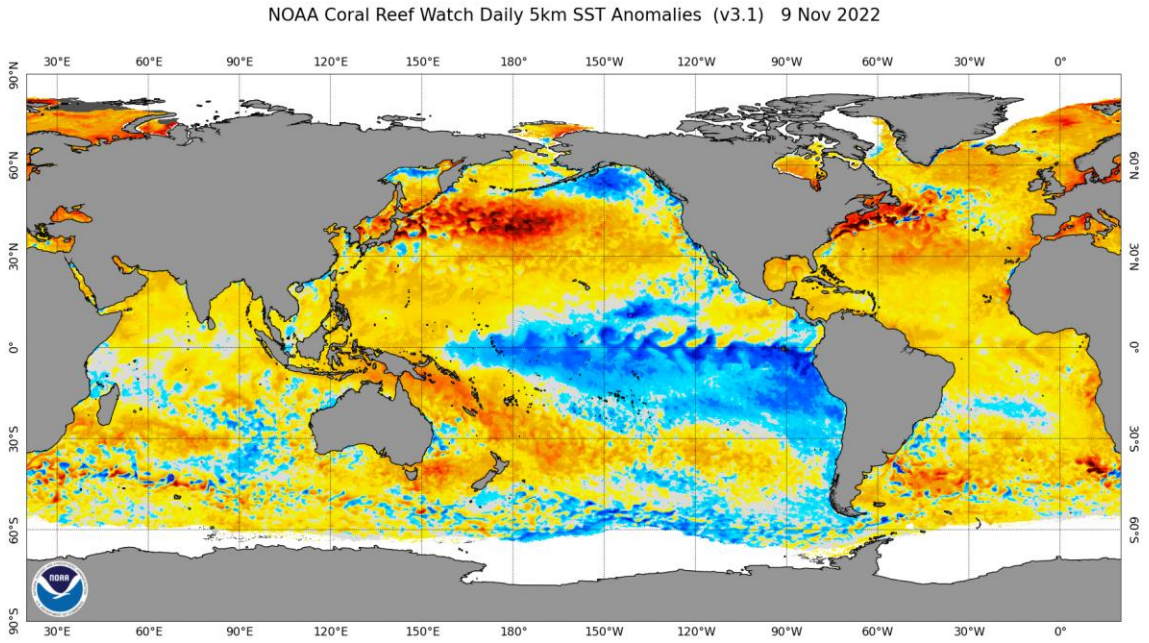 NOAA Coral Reef Watch Daily 5km SST Anomalies (v3.1) 9 Nov 2022
30°E 60°E 90°E 120°E 150°E 180° 150°W 120°W 90°W 60°W 30°W 0°
90°N
60°N 60°N
30°N 30°N
0° 0°
30°S 30°S
60°S 60°S
90°S
NOAA
30°E 60°E 90°E 120°E 150°E 180° 150°W 120°W 90°W 60°W 30°W 0°